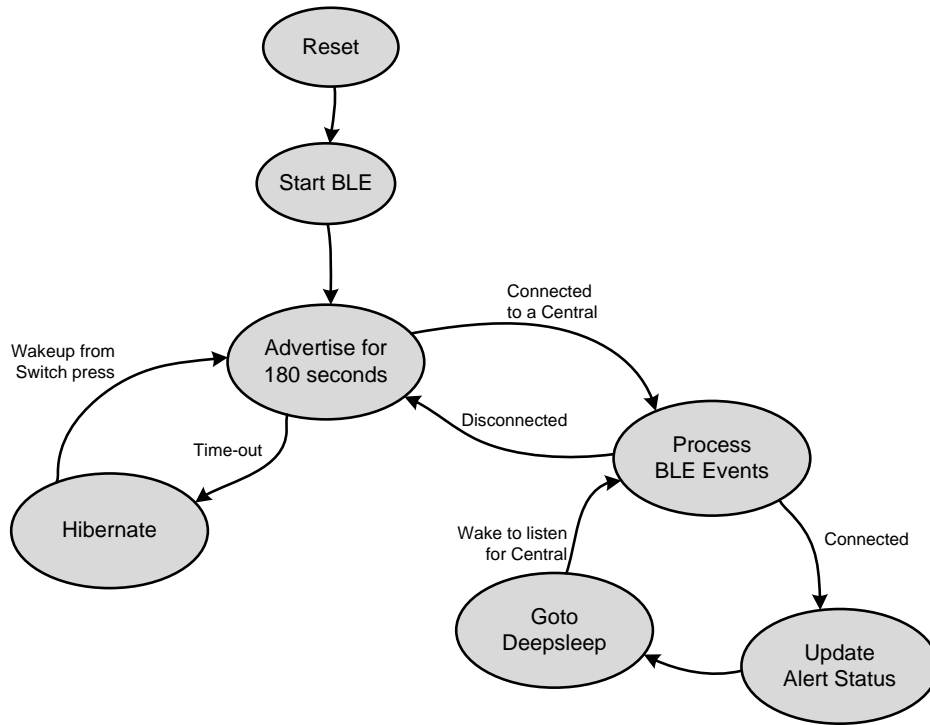 Reset
Start BLE
Connected
to a Central
Wakeup from
Switch press
Advertise for
180 seconds
Disconnected
Process
BLE Events
Time-out
Hibernate
Wake to listen
for Central
Connected
Goto
Deepsleep
Update
Alert Status